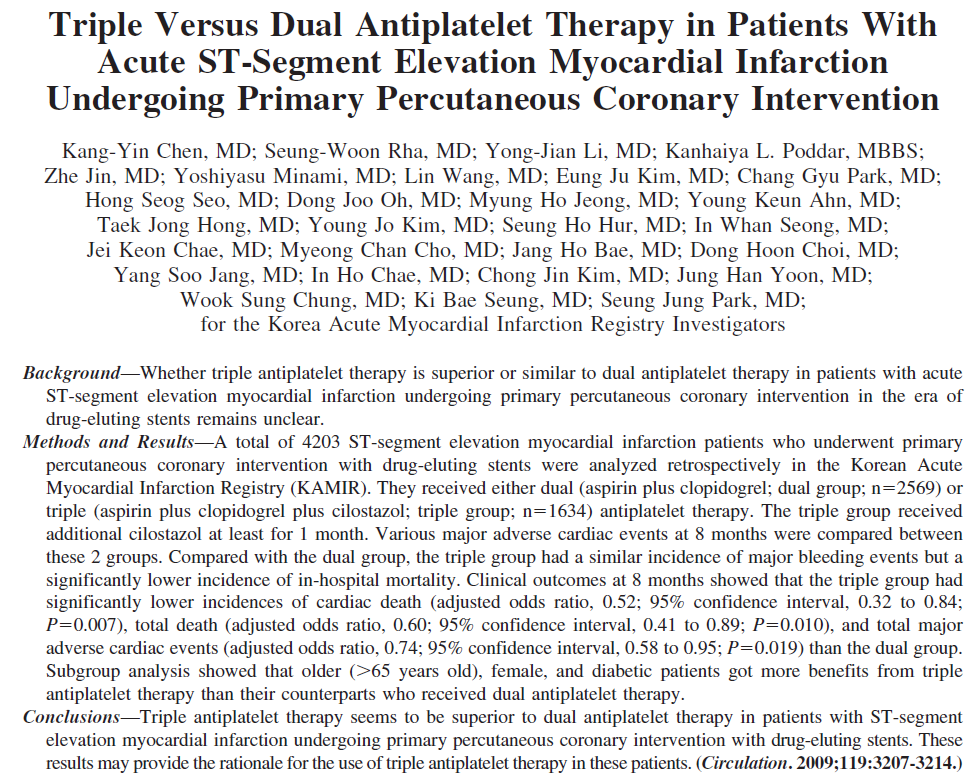 Triple Versus Dual Antiplatelet Therapy in Patients With
Acute ST-Segment Elevation Myocardial Infarction
Undergoing Primary Percutaneous Coronary Intervention
Kang-Yin Chen, MD; Seung-Woon Rha, MD; Yong-Jian Li, MD; Kanhaiya L. Poddar, MBBS;
Zhe Jin, MD; Yoshiyasu Minami, MD; Lin Wang, MD; Eung Ju Kim, MD; Chang Gyu Park, MD;
Hong Seog Seo, MD; Dong Joo Oh, MD; Myung Ho Jeong, MD; Young Keun Ahn, MD;
Taek Jong Hong, MD; Young Jo Kim, MD; Seung Ho Hur, MD; In Whan Seong, MD;
Jei Keon Chae, MD; Myeong Chan Cho, MD; Jang Ho Bae, MD; Dong Hoon Choi, MD;
Yang Soo Jang, MD; In Ho Chae, MD; Chong Jin Kim, MD; Jung Han Yoon, MD;
Wook Sung Chung, MD; Ki Bae Seung, MD; Seung Jung Park, MD;
for the Korea Acute Myocardial Infarction Registry Investigators
Background—Whether triple antiplatelet therapy is superior or similar to dual antiplatelet therapy in patients with acute
ST-segment elevation myocardial infarction undergoing primary percutaneous coronary intervention in the era of
drug-eluting stents remains unclear.
Methods and Results—A total of 4203 ST-segment elevation myocardial infarction patients who underwent primary
percutaneous coronary intervention with drug-eluting stents were analyzed retrospectively in the Korean Acute
Myocardial Infarction Registry (KAMIR). They received either dual (aspirin plus clopidogrel; dual group; n=2569) or
triple (aspirin plus clopidogrel plus cilostazol; triple group; n=1634) antiplatelet therapy. The triple group received
additional cilostazol at least for 1 month. Various major adverse cardiac events at 8 months were compared between
these 2 groups. Compared with the dual group, the triple group had a similar incidence of major bleeding events but a
significantly lower incidence of in-hospital mortality. Clinical outcomes at 8 months showed that the triple group had
significantly lower incidences of cardiac death (adjusted odds ratio, 0.52; 95% confidence interval, 0.32 to 0.84;
P=0.007), total death (adjusted odds ratio, 0.60; 95% confidence interval, 0.41 to 0.89; P=0.010), and total major
adverse cardiac events (adjusted odds ratio, 0.74; 95% confidence interval, 0.58 to 0.95; P=0.019) than the dual group.
Subgroup analysis showed that older (>65 years old), female, and diabetic patients got more benefits from triple
antiplatelet therapy than their counterparts who received dual antiplatelet therapy.
Conclusions—Triple antiplatelet therapy seems to be superior to dual antiplatelet therapy in patients with ST-segment
elevation myocardial infarction undergoing primary percutaneous coronary intervention with drug-eluting stents. These
results may provide the rationale for the use of triple antiplatelet therapy in these patients. (Circulation. 2009;119:3207-3214.)